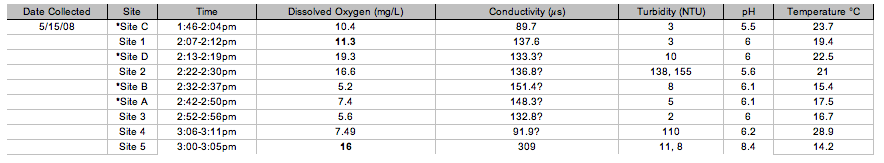 Date Collected Site Time Dissolved Oxygen (mg/L) Conductivity (µs) Turbidity (NTU) pH Temperature °C
5/15/08 *Site C 1:46-2:04pm 10.4 89.7 3 5.5 23.7
Site 1 2:07-2:12pm 11.3 137.6 3 6 19.4
*Site D 2:13-2:19pm 19.3 133.3? 10 6 22.5
Site 2 2:22-2:30pm 16.6 136.8? 138, 155 5.6 21
*Site B 2:32-2:37pm 5.2 151.4? 8 6.1 15.4
*Site A 2:42-2:50pm 7.4 148.3? 5 6.1 17.5
Site 3 2:52-2:56pm 5.6 132.8? 2 6 16.7
Site 4 3:06-3:11pm 7.49 91.9? 110 6.2 28.9
Site 5 3:00-3:05pm 16 309 11, 8 8.4 14.2